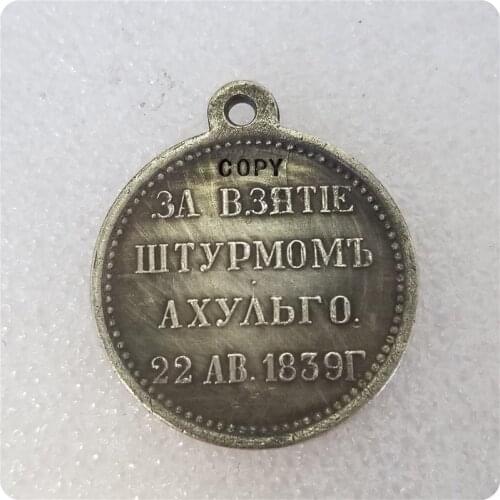 COPY
ЗА ВЗЯТІЕ
ШТУРМОМЪ
АХУЛЬГО.
22 АВ. 1839Г